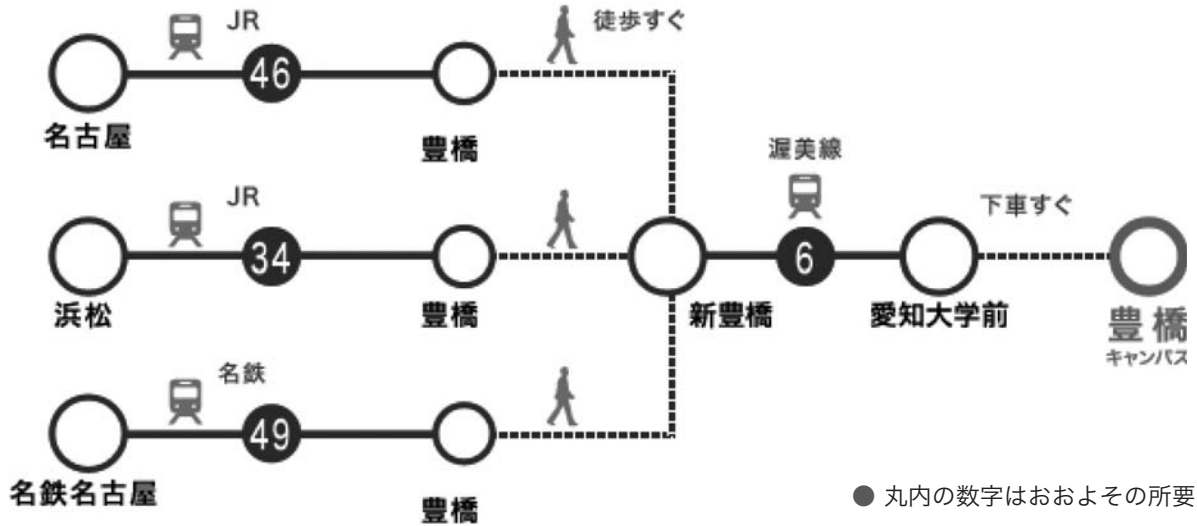 JR
徒歩すぐ
46
名古屋
豊橋
渥美線
JR
下車すぐ
34
6
浜松
豊橋
新豊橋
愛知大学前
豊橋
キャンパス
名鉄
49
名鉄名古屋
豊橋
● 丸内の数字はおおよその所要